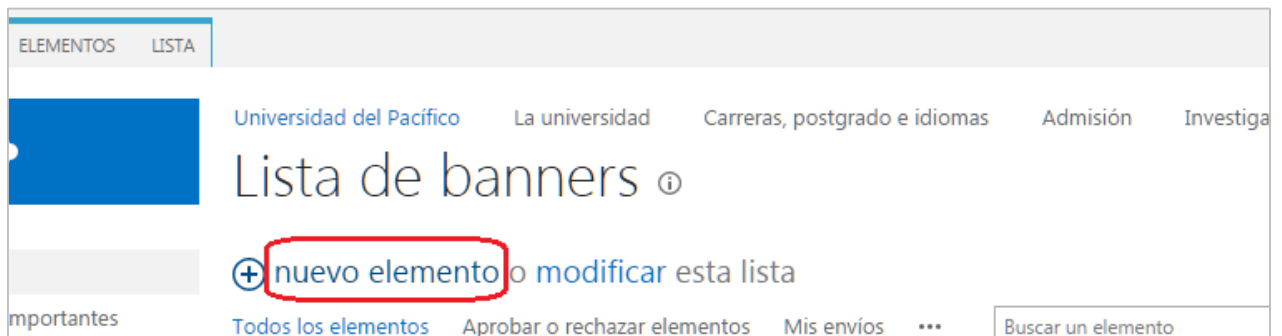 ELEMENTOS LISTA
Universidad del Pacífico La universidad Carreras, postgrado e idiomas Admisión Investiga
Lista de banners
nuevo elemento o modificar esta lista
mportantes
Todos los elementos Aprobar o rechazar elementos Mis envíos ••• Buscar un elemento